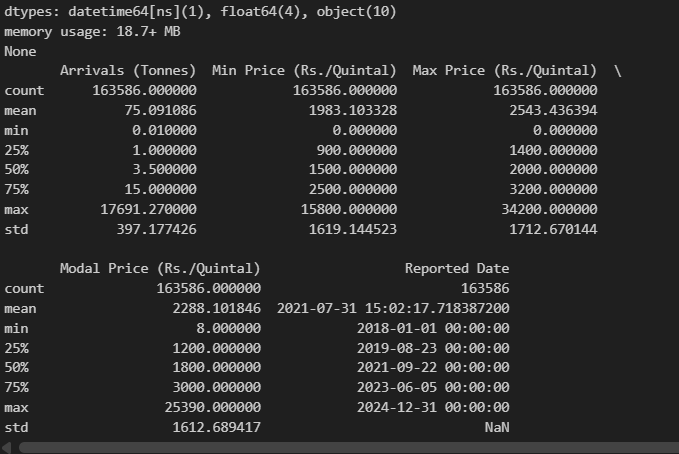 dtypes: datetime64[ns](1), float64(4), object(10)
memory usage: 18.7+ MB
None
Arrivals (Tonnes)  Min Price (Rs./Quintal)  Max Price (Rs./Quintal)  \
count 163586.000000 163586.000000 163586.000000
mean 75.091086 1983.103328 2543.436394
min 0.010000 0.000000 0.000000
25% 1.000000 900.000000 1400.000000
50% 3.500000 1500.000000 2000.000000
75% 15.000000 2500.000000 3200.000000
max 17691.270000 15800.000000 34200.000000
std 397.177426 1619.144523 1712.670144
Modal Price (Rs./Quintal) Reported Date
count 163586.000000 163586
mean 2288.101846 2021-07-31 15:02:17.718387200
min 8.000000 2018-01-01 00:00:00
25% 1200.000000 2019-08-23 00:00:00
50% 1800.000000 2021-09-22 00:00:00
75% 3000.000000 2023-06-05 00:00:00
max 25390.000000 2024-12-31 00:00:00
std 1612.689417 NaN